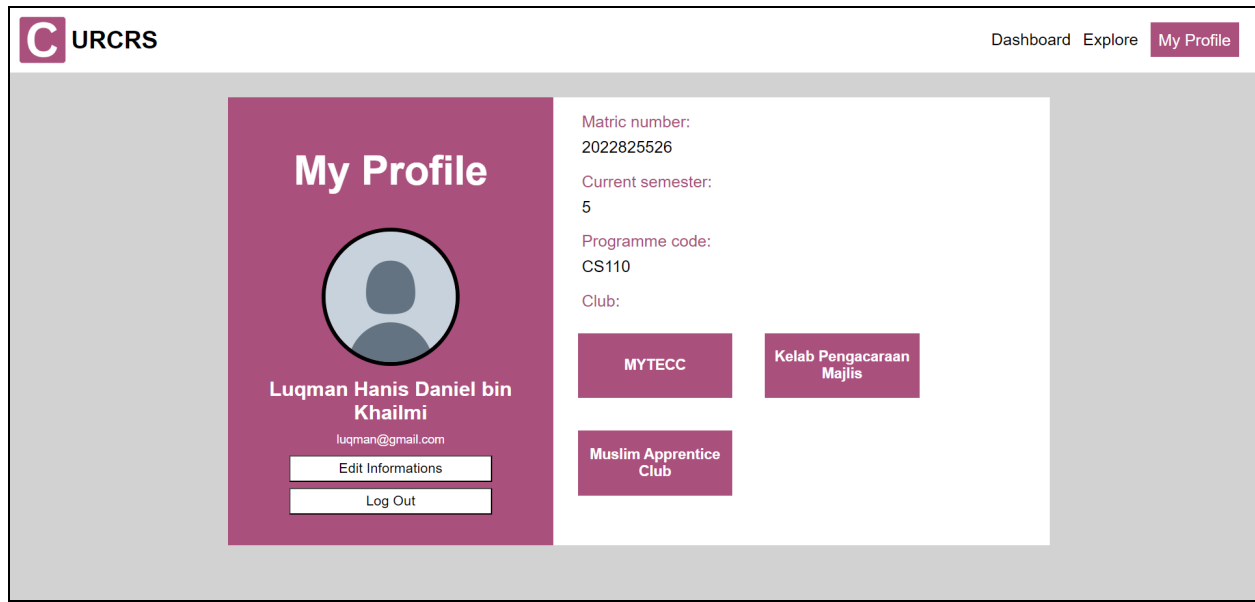 C URCRS
Dashboard Explore My Profile
My Profile
Luqman Hanis Daniel bin
Khailmi
luqman@gmail.com
Edit Informations
Log Out
Matric number:
2022825526
Current semester:
5
Programme code:
CS110
Club:
MYTECC
Kelab Pengacaraan
Majlis
Muslim Apprentice
Club